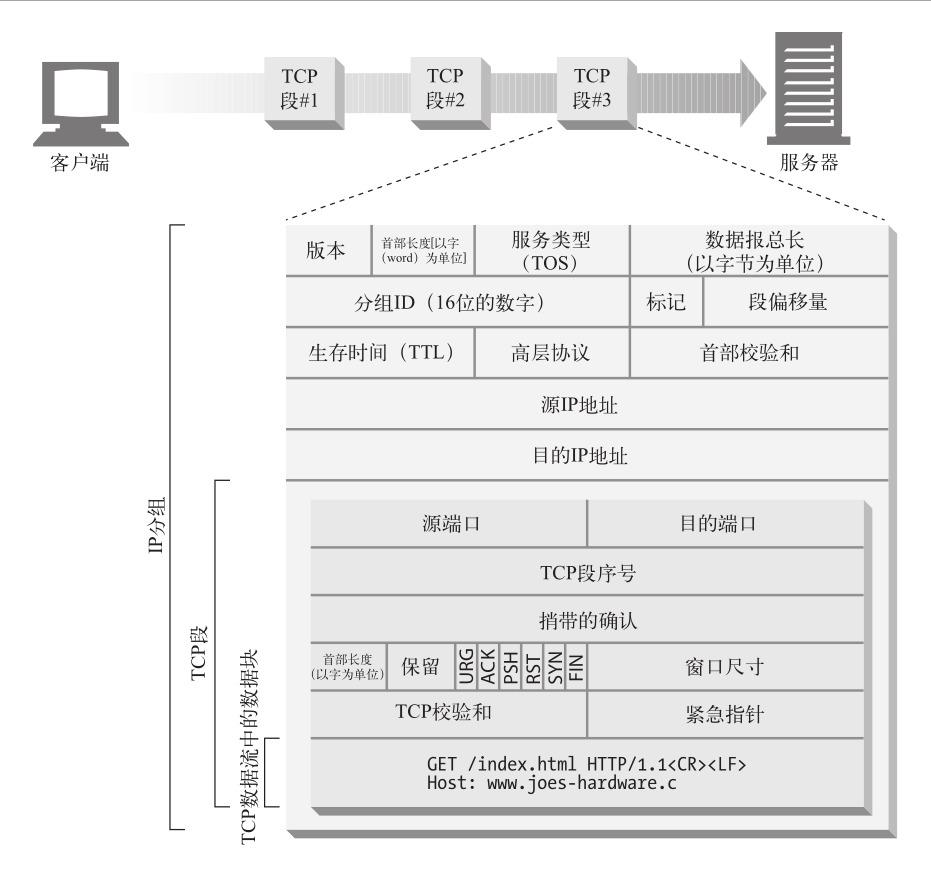 TCP
段#1
TCP
段#2
TCP
段#3
客户端
服务器
版本
首部长度[以字
(word)为单位]
服务类型
(TOS)
数据报总长
(以字节为单位)
分组ID(16位的数字)
标记
段偏移量
生存时间(TTL)
高层协议
首部校验和
源IP地址
目的IP地址
IP分组
TCP段
TCP数据流中的数据块
源端口
目的端口
TCP段序号
捎带的确认
首部长度
(以字为单位)
保留
URG
ACK
PSH
RST
SYN
FIN
窗口尺寸
TCP校验和
紧急指针
GET /index.html HTTP/1.1<CR><LF>
Host: www.joes-hardware.c